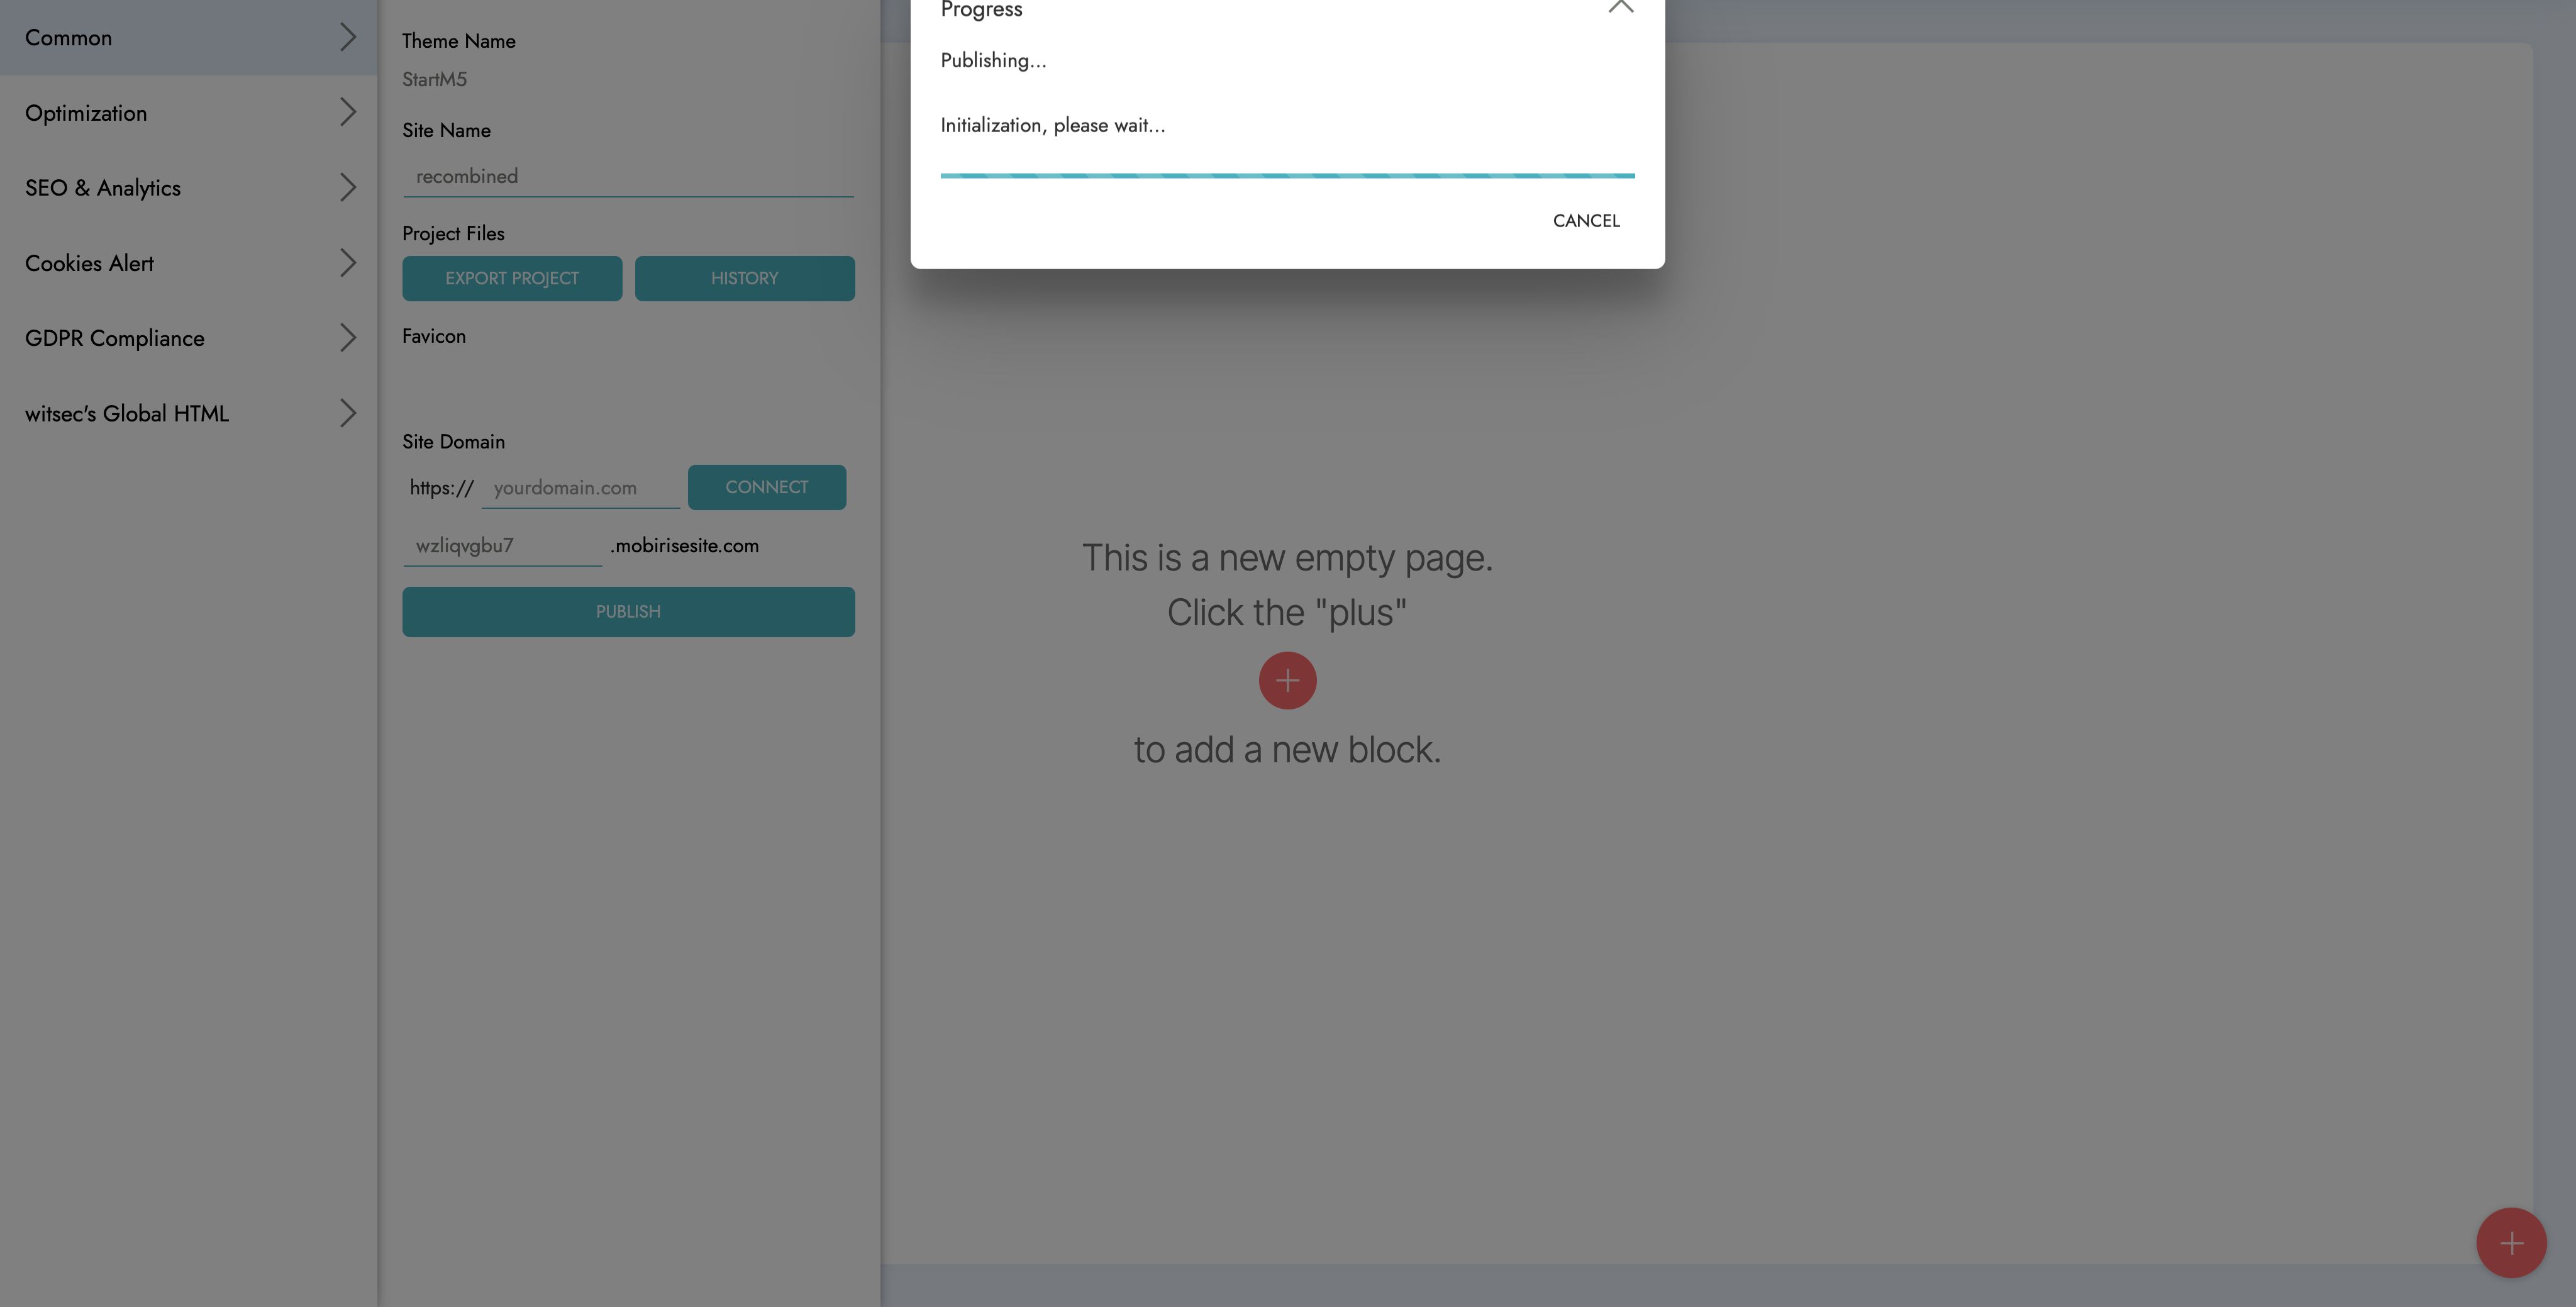 Common
Optimization
SEO & Analytics
Cookies Alert
GDPR Compliance
witsec's Global HTML
Theme Name
StartM5
Site Name
recombined
Project Files
EXPORT PROJECT
HISTORY
Favicon
Site Domain
https:// yourdomain.com CONNECT
wzliqvgbu7 .mobirisesite.com
PUBLISH
Progress
Publishing...
Initialization, please wait...
CANCEL
This is a new empty page.
Click the "plus"
to add a new block.